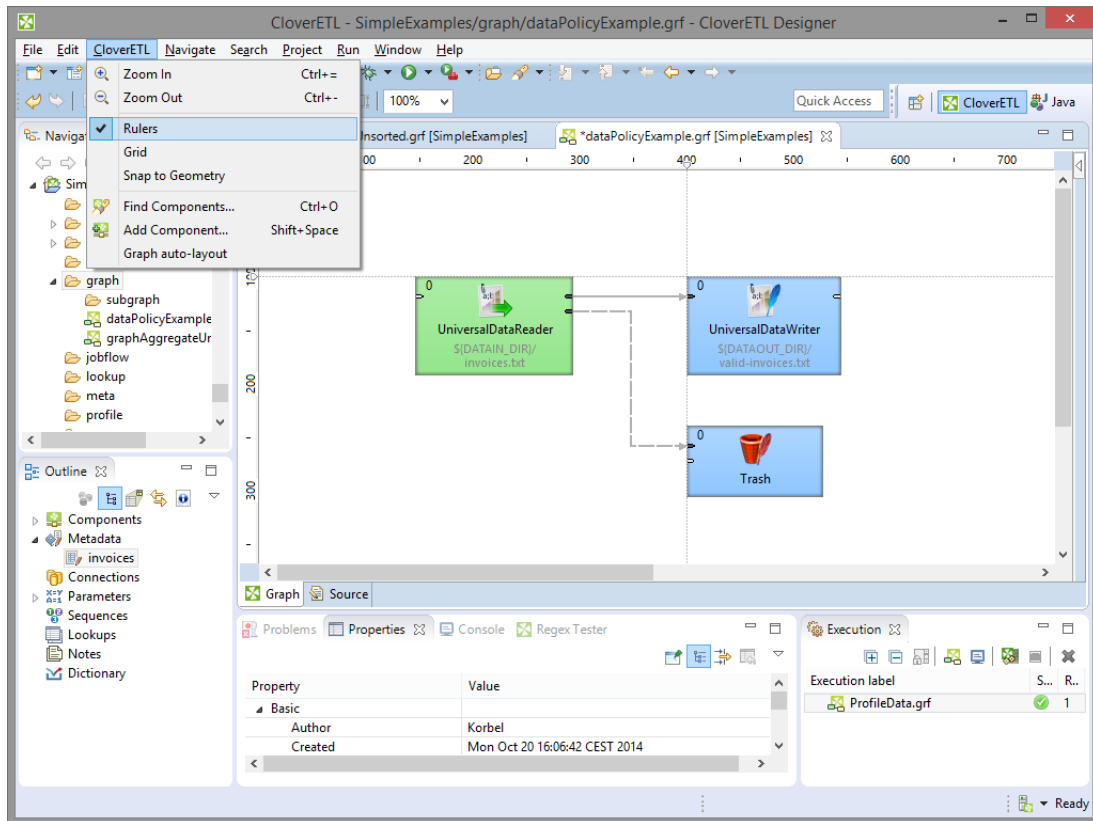 CloverETL - SimpleExamples/graph/dataPolicyExample.grf - CloverETL Designer
File Edit CloverETL Navigate Search Project Run Window Help
Zoom In Ctrl+=
Zoom Out Ctrl+-
Rulers
Grid
Snap to Geometry
Find Components... Ctrl+O
Add Component... Shift+Space
Graph auto-layout
100%
Quick Access
CloverETL
Java
Unsorted.grf [SimpleExamples]
*dataPolicyExample.grf [SimpleExamples]
200 300 400 500 600 700
200
300
graph
subgraph
dataPolicyExample
graphAggregateUr
jobflow
lookup
meta
profile
0
UniversalDataReader
${DATAIN_DIR}/
invoices.txt
0
UniversalDataWriter
${DATAOUT_DIR}/
valid-invoices.txt
0
Trash
Graph
Source
Outline
Components
Metadata
invoices
Connections
Parameters
Sequences
Lookups
Notes
Dictionary
Problems
Properties
Console
Regex Tester
Property Value
Basic
Author Korbel
Created Mon Oct 20 16:06:42 CEST 2014
Execution
Execution label S... R..
ProfileData.grf 1
Ready